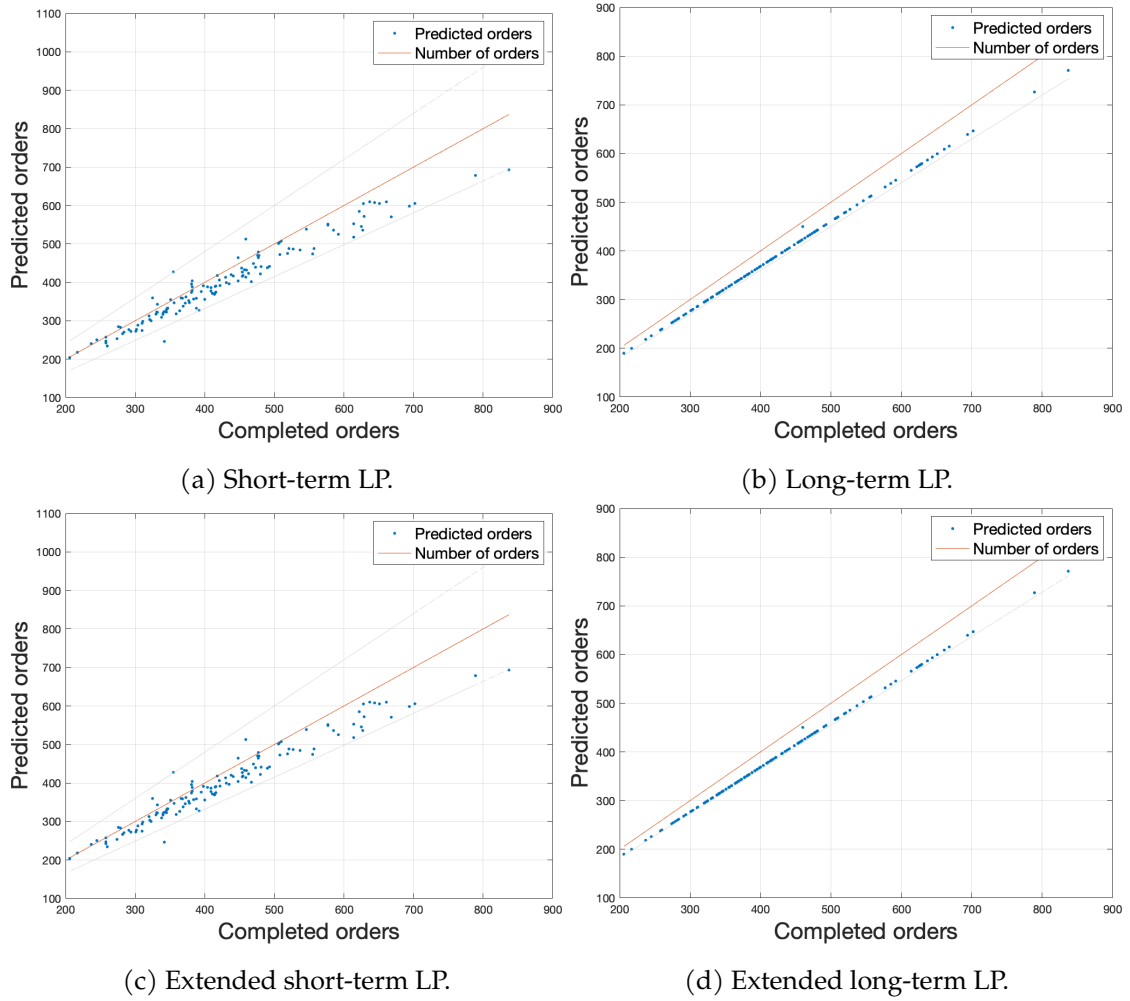 1100
1000
900
800
700
600
500
400
300
200
100
Predicted orders
Predicted orders
Number of orders
200 300 400 500 600 700 800 900
Completed orders
(a) Short-term LP.
900
800
700
600
500
400
300
200
100
Predicted orders
Predicted orders
Number of orders
200 300 400 500 600 700 800 900
Completed orders
(b) Long-term LP.
1100
1000
900
800
700
600
500
400
300
200
100
Predicted orders
Predicted orders
Number of orders
200 300 400 500 600 700 800 900
Completed orders
(c) Extended short-term LP.
900
800
700
600
500
400
300
200
100
Predicted orders
Predicted orders
Number of orders
200 300 400 500 600 700 800 900
Completed orders
(d) Extended long-term LP.